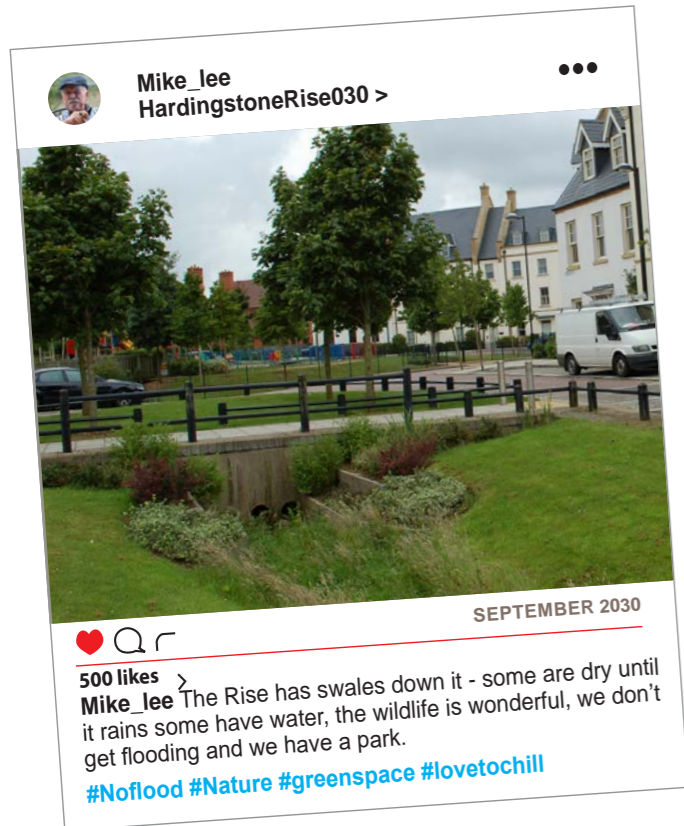 Mike_lee
HardingstoneRise030 >
SEPTEMBER 2030
500 likes
Mike_lee The Rise has swales down it - some are dry until
it rains some have water, the wildlife is wonderful, we don't
get flooding and we have a park.
#Noflood #Nature #greenspace #lovetochill